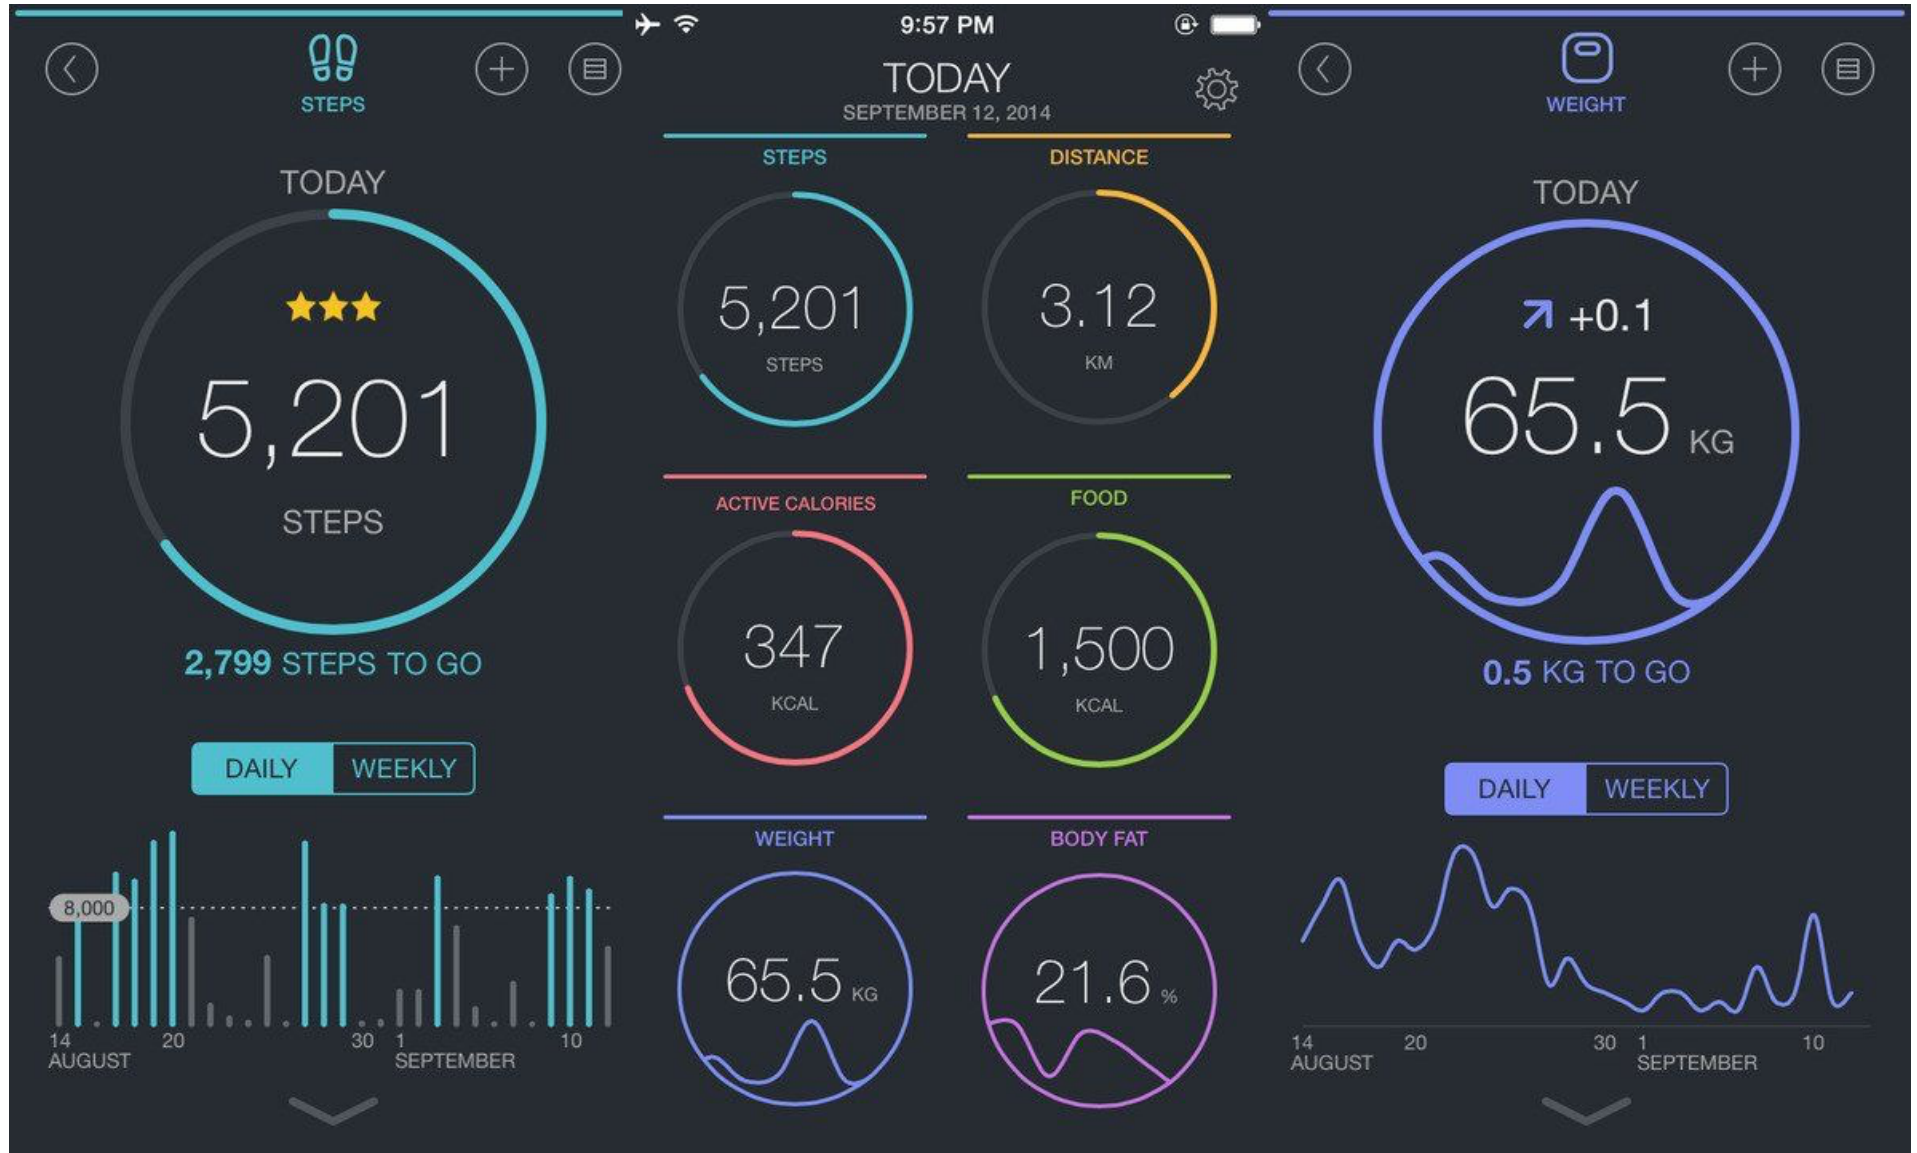 STEPS
TODAY
5,201
STEPS
2,799 STEPS TO GO
DAILY WEEKLY
8,000
14 20 30 1 10
AUGUST SEPTEMBER
9:57 PM
TODAY
SEPTEMBER 12, 2014
STEPS DISTANCE
5,201 3.12
STEPS KM
ACTIVE CALORIES FOOD
347 1,500
KCAL KCAL
WEIGHT BODY FAT
65.5 KG 21.6 %
WEIGHT
TODAY
+0.1
65.5 KG
0.5 KG TO GO
DAILY WEEKLY
14 20 30 1 10
AUGUST SEPTEMBER